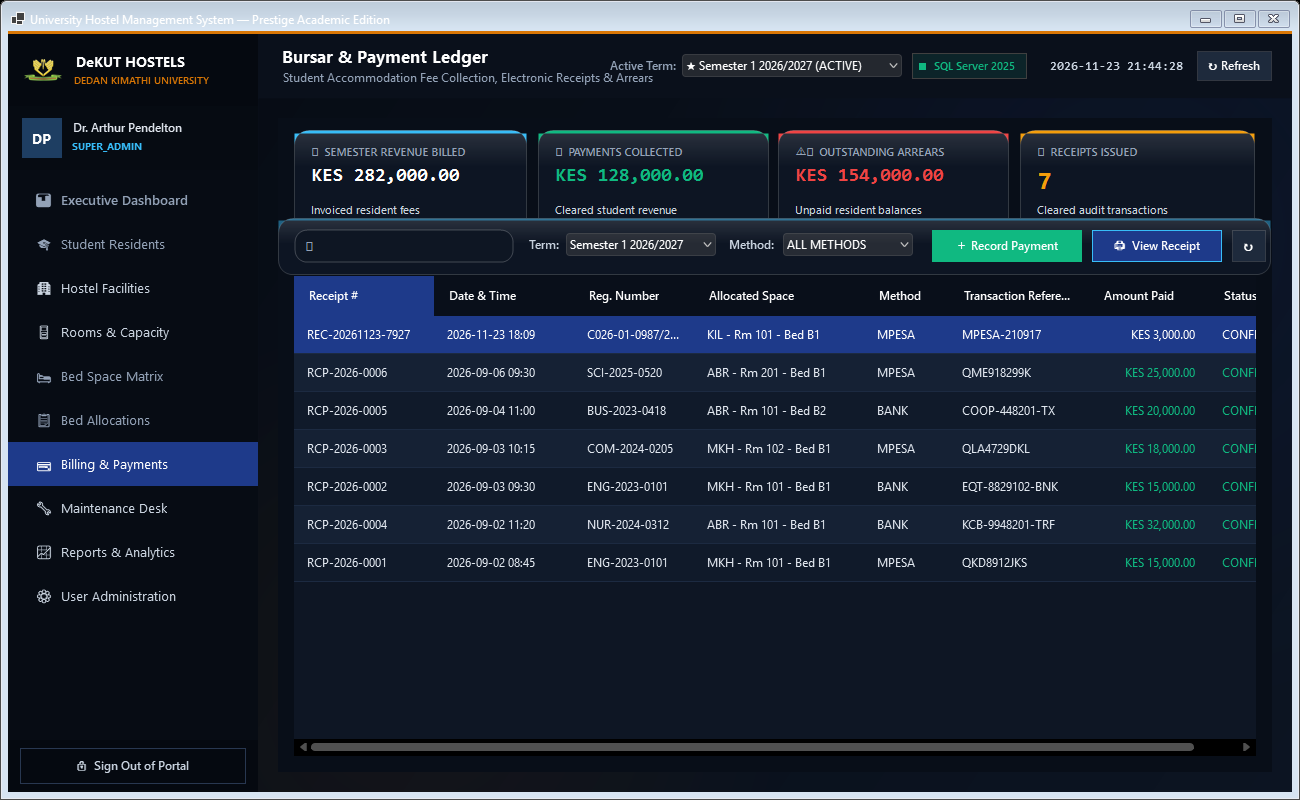 University Hostel Management System — Prestige Academic Edition
DeKUT HOSTELS
DEDAN KIMATHI UNIVERSITY
Bursar & Payment Ledger
Student Accommodation Fee Collection, Electronic Receipts & Arrears
Active Term: ★ Semester 1 2026/2027 (ACTIVE)
SQL Server 2025
2026-11-23 21:44:28
↻ Refresh
DP
Dr. Arthur Pendelton
SUPER_ADMIN
Executive Dashboard
Student Residents
Hostel Facilities
Rooms & Capacity
Bed Space Matrix
Bed Allocations
Billing & Payments
Maintenance Desk
Reports & Analytics
User Administration
Sign Out of Portal
SEMESTER REVENUE BILLED
KES 282,000.00
Invoiced resident fees
PAYMENTS COLLECTED
KES 128,000.00
Cleared student revenue
⚠ OUTSTANDING ARREARS
KES 154,000.00
Unpaid resident balances
RECEIPTS ISSUED
7
Cleared audit transactions
Term: Semester 1 2026/2027 Method: ALL METHODS + Record Payment View Receipt ↻
Receipt # Date & Time Reg. Number Allocated Space Method Transaction Refere... Amount Paid Status
REC-20261123-7927 2026-11-23 18:09 C026-01-0987/2... KIL - Rm 101 - Bed B1 MPESA MPESA-210917 KES 3,000.00 CONFI
RCP-2026-0006 2026-09-06 09:30 SCI-2025-0520 ABR - Rm 201 - Bed B1 MPESA QME918299K KES 25,000.00 CONFI
RCP-2026-0005 2026-09-04 11:00 BUS-2023-0418 ABR - Rm 101 - Bed B2 BANK COOP-448201-TX KES 20,000.00 CONFI
RCP-2026-0003 2026-09-03 10:15 COM-2024-0205 MKH - Rm 102 - Bed B1 MPESA QLA4729DKL KES 18,000.00 CONFI
RCP-2026-0002 2026-09-03 09:30 ENG-2023-0101 MKH - Rm 101 - Bed B1 BANK EQT-8829102-BNK KES 15,000.00 CONFI
RCP-2026-0004 2026-09-02 11:20 NUR-2024-0312 ABR - Rm 101 - Bed B1 BANK KCB-9948201-TRF KES 32,000.00 CONFI
RCP-2026-0001 2026-09-02 08:45 ENG-2023-0101 MKH - Rm 101 - Bed B1 MPESA QKD8912JKS KES 15,000.00 CONFI